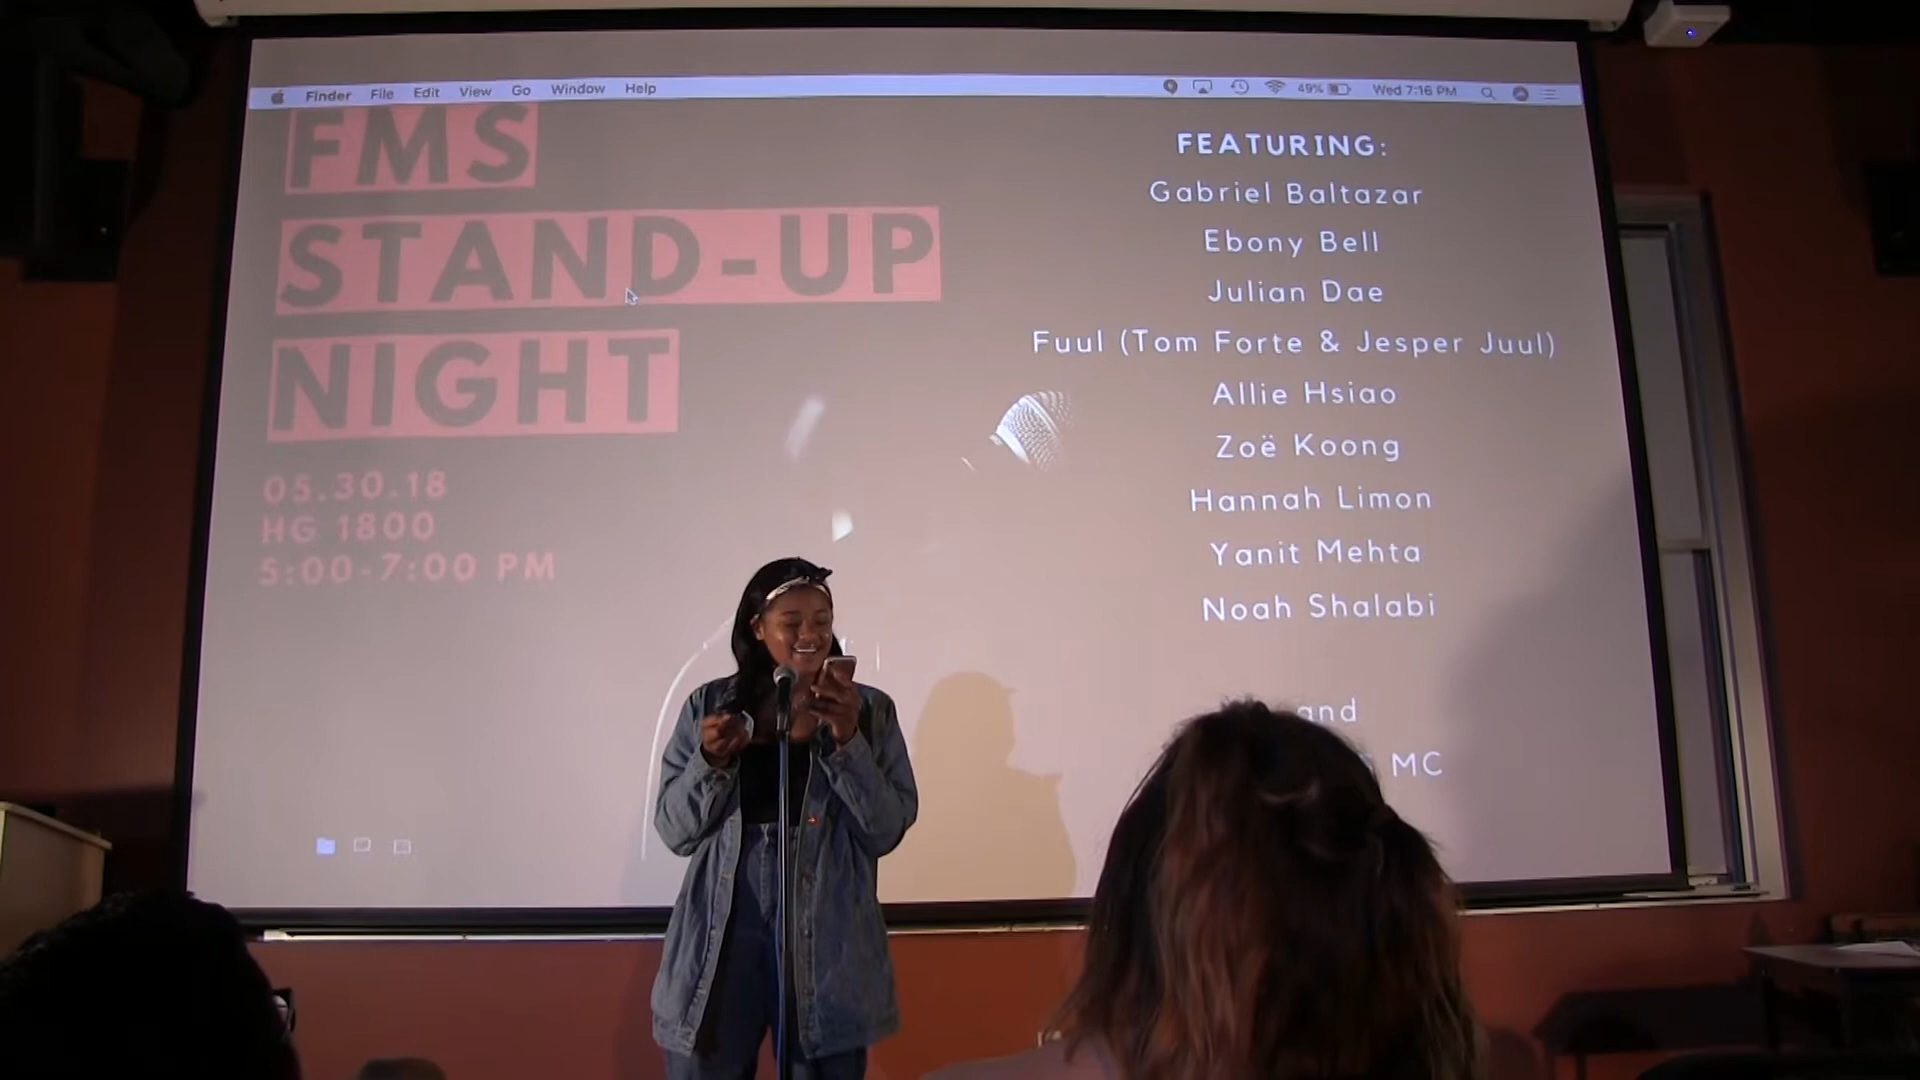 Finder File Edit View Go Window Help 49% Wed 7:16 PM
FMS
STAND-UP
NIGHT
05.30.18
HG 1800
5:00-7:00 PM
FEATURING:
Gabriel Baltazar
Ebony Bell
Julian Dae
Fuul (Tom Forte & Jesper Juul)
Allie Hsiao
Zoë Koong
Hannah Limon
Yanit Mehta
Noah Shalabi
and
MC